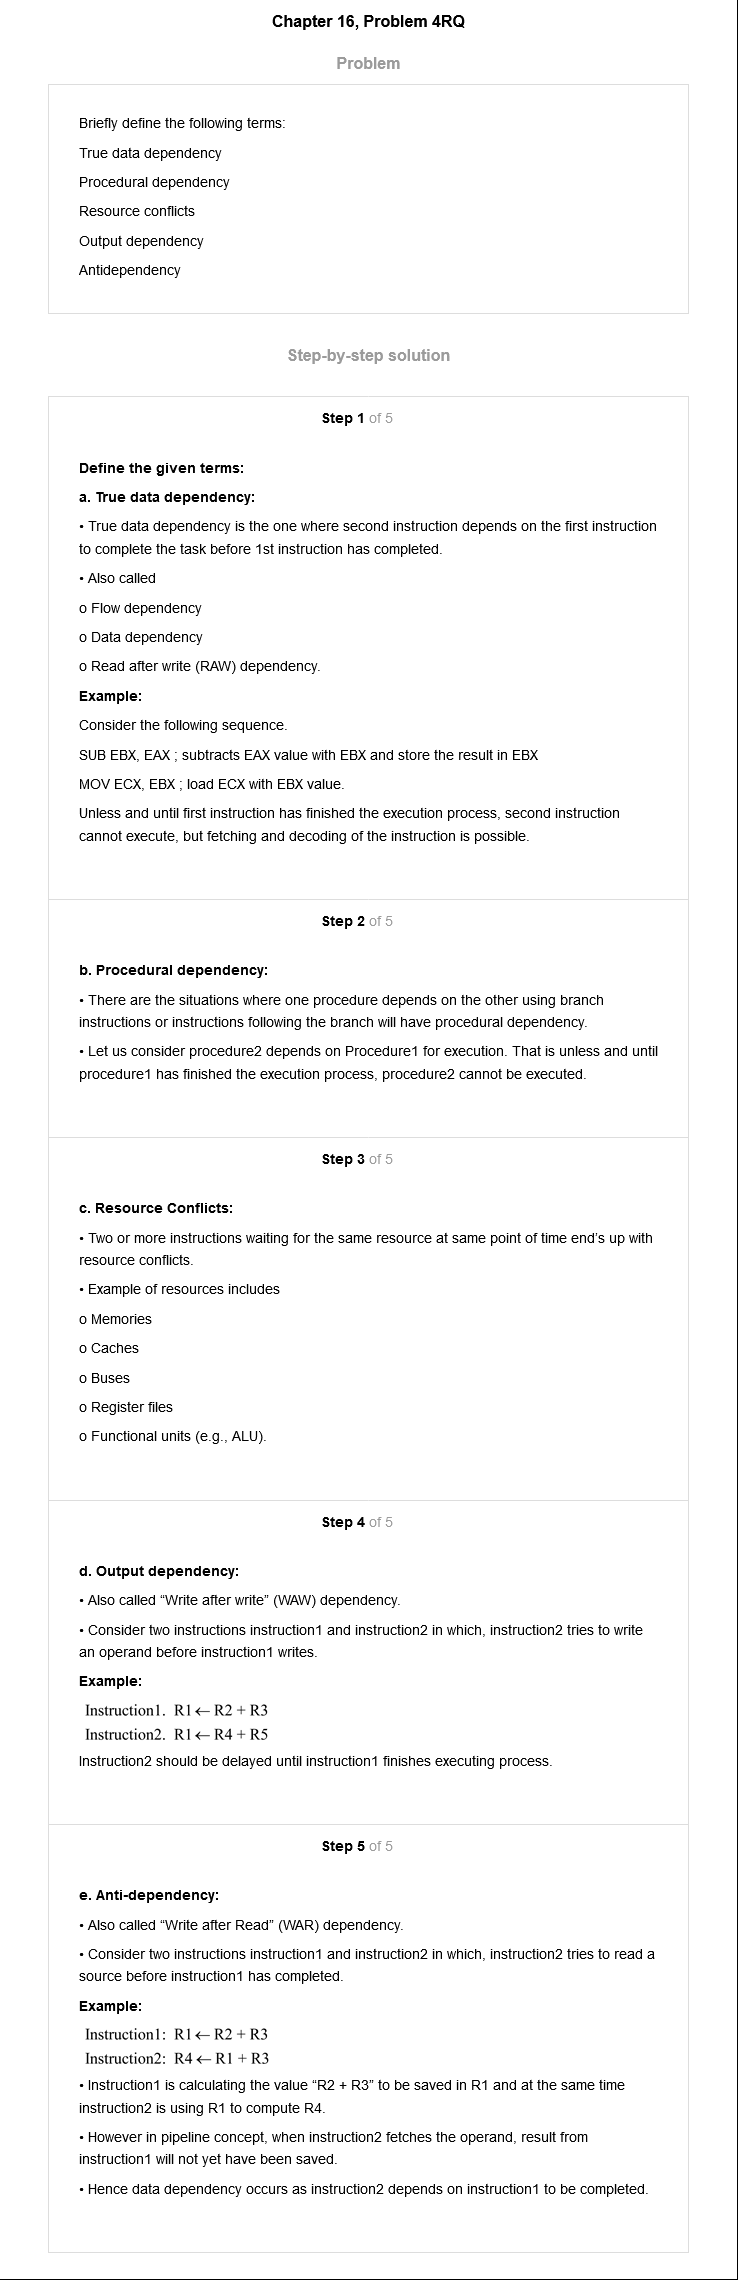 Chapter 16, Problem 4RQ
Problem
Briefly define the following terms:
True data dependency
Procedural dependency
Resource conflicts
Output dependency
Antidependency
Step-by-step solution
Step 1 of 5
Define the given terms:
a. True data dependency:
• True data dependency is the one where second instruction depends on the first instruction
to complete the task before 1st instruction has completed.
• Also called
o Flow dependency
o Data dependency
o Read after write (RAW) dependency.
Example:
Consider the following sequence.
SUB EBX, EAX ; subtracts EAX value with EBX and store the result in EBX
MOV ECX, EBX ; load ECX with EBX value.
Unless and until first instruction has finished the execution process, second instruction
cannot execute, but fetching and decoding of the instruction is possible.
Step 2 of 5
b. Procedural dependency:
• There are the situations where one procedure depends on the other using branch
instructions or instructions following the branch will have procedural dependency.
• Let us consider procedure2 depends on Procedure1 for execution. That is unless and until
procedure1 has finished the execution process, procedure2 cannot be executed.
Step 3 of 5
c. Resource Conflicts:
• Two or more instructions waiting for the same resource at same point of time end’s up with
resource conflicts.
• Example of resources includes
o Memories
o Caches
o Buses
o Register files
o Functional units (e.g., ALU).
Step 4 of 5
d. Output dependency:
• Also called “Write after write” (WAW) dependency.
• Consider two instructions instruction1 and instruction2 in which, instruction2 tries to write
an operand before instruction1 writes.
Example:
Instruction1. R1 ← R2 + R3
Instruction2. R1 ← R4 + R5
Instruction2 should be delayed until instruction1 finishes executing process.
Step 5 of 5
e. Anti-dependency:
• Also called “Write after Read” (WAR) dependency.
• Consider two instructions instruction1 and instruction2 in which, instruction2 tries to read a
source before instruction1 has completed.
Example:
Instruction1: R1 ← R2 + R3
Instruction2: R4 ← R1 + R3
• Instruction1 is calculating the value “R2 + R3” to be saved in R1 and at the same time
instruction2 is using R1 to compute R4.
• However in pipeline concept, when instruction2 fetches the operand, result from
instruction1 will not yet have been saved.
• Hence data dependency occurs as instruction2 depends on instruction1 to be completed.